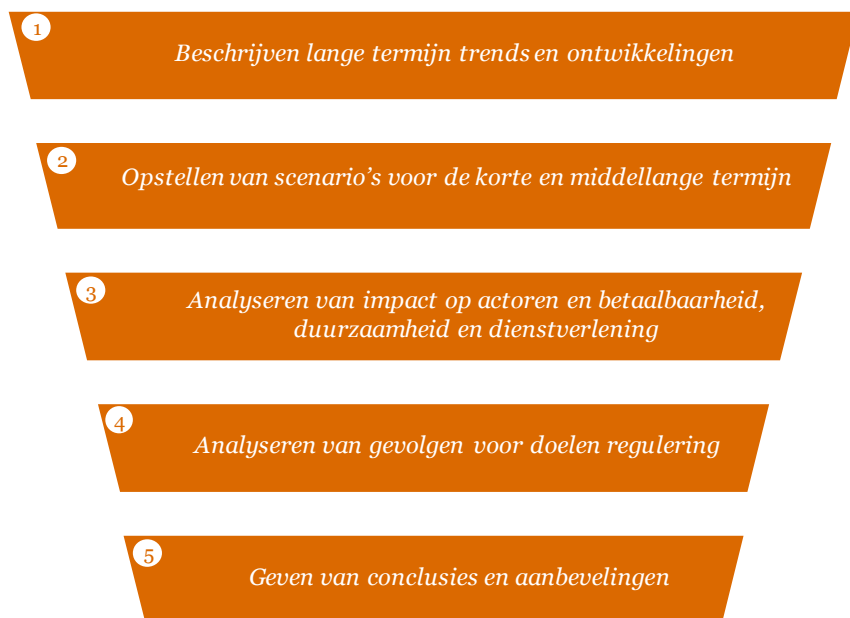 1
Beschrijven lange termijn trends en ontwikkelingen
2
Opstellen van scenario's voor de korte en middellange termijn
3
Analyseren van impact op actoren en betaalbaarheid,
duurzaamheid en dienstverlening
4
Analyseren van gevolgen voor doelen regulering
5
Geven van conclusies en aanbevelingen